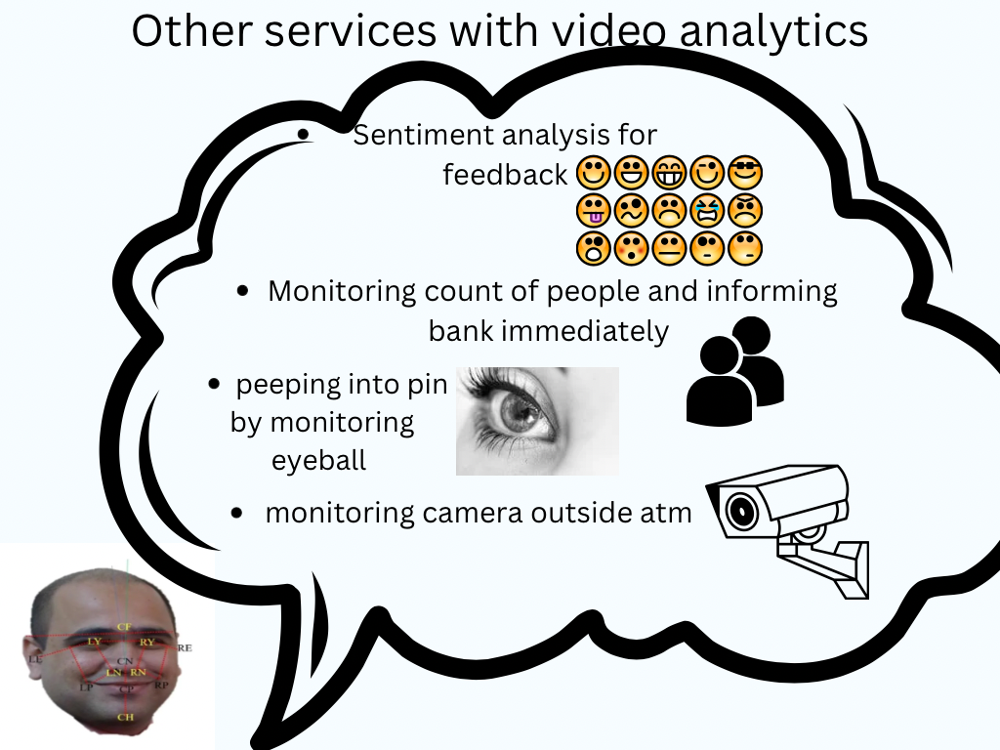 Other services with video analytics
• Sentiment analysis for
feedback
• Monitoring count of people and informing
bank immediately
• peeping into pin
by monitoring
eyeball
• monitoring camera outside atm
CF
LY RY
RE
LE
CN
LN RN
LP CP RP
CH